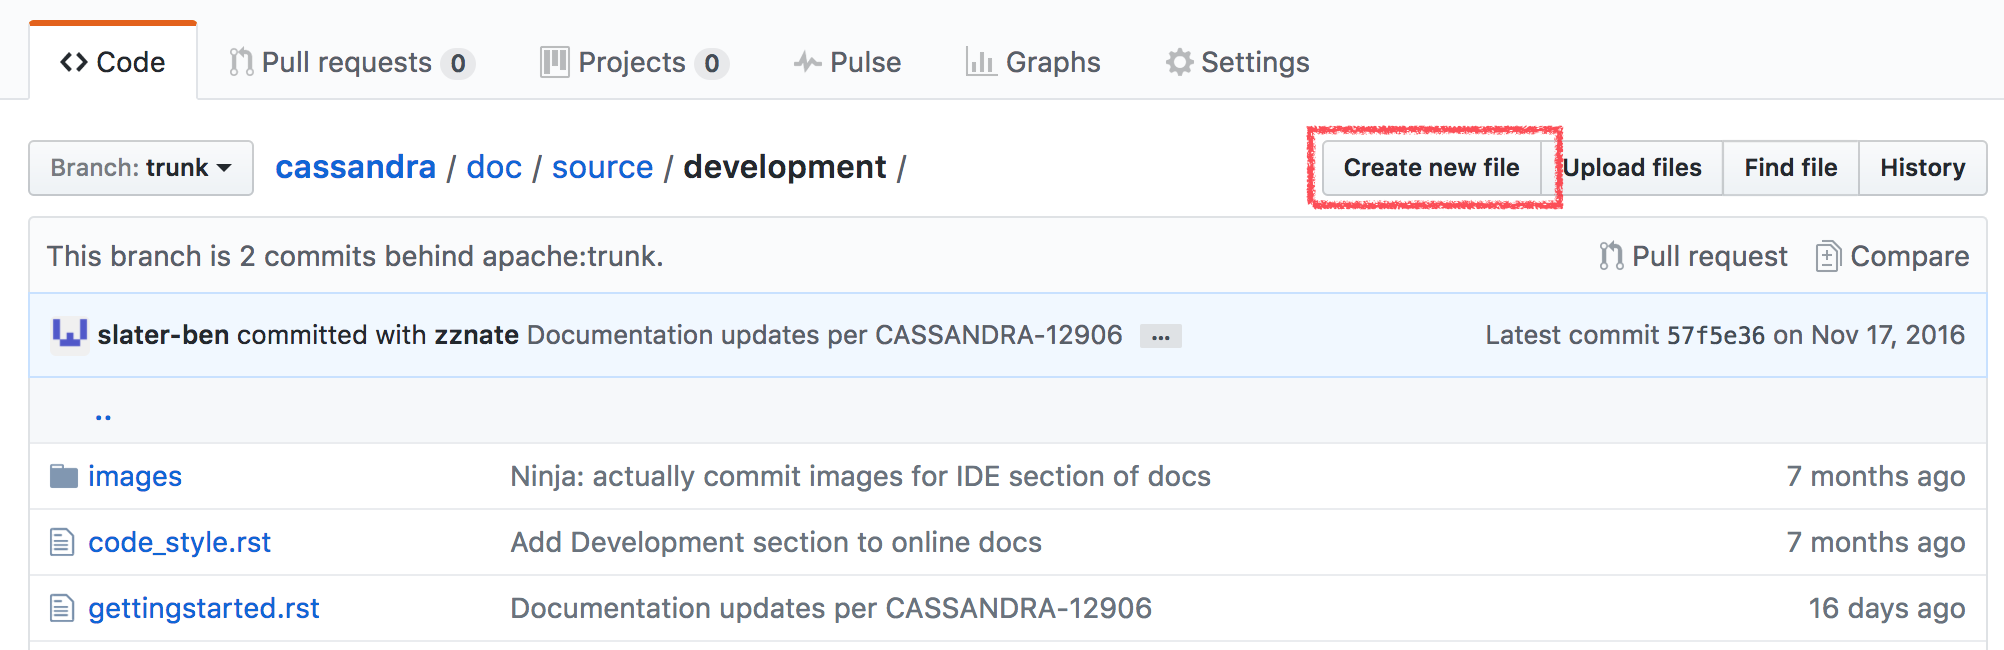 Code Pull requests 0 Projects 0 Pulse Graphs Settings
Branch: trunk cassandra / doc / source / development / Create new file Upload files Find file History
This branch is 2 commits behind apache:trunk. Pull request Compare
slater-ben committed with zznate Documentation updates per CASSANDRA-12906 ... Latest commit 57f5e36 on Nov 17, 2016
..
images Ninja: actually commit images for IDE section of docs 7 months ago
code_style.rst Add Development section to online docs 7 months ago
gettingstarted.rst Documentation updates per CASSANDRA-12906 16 days ago